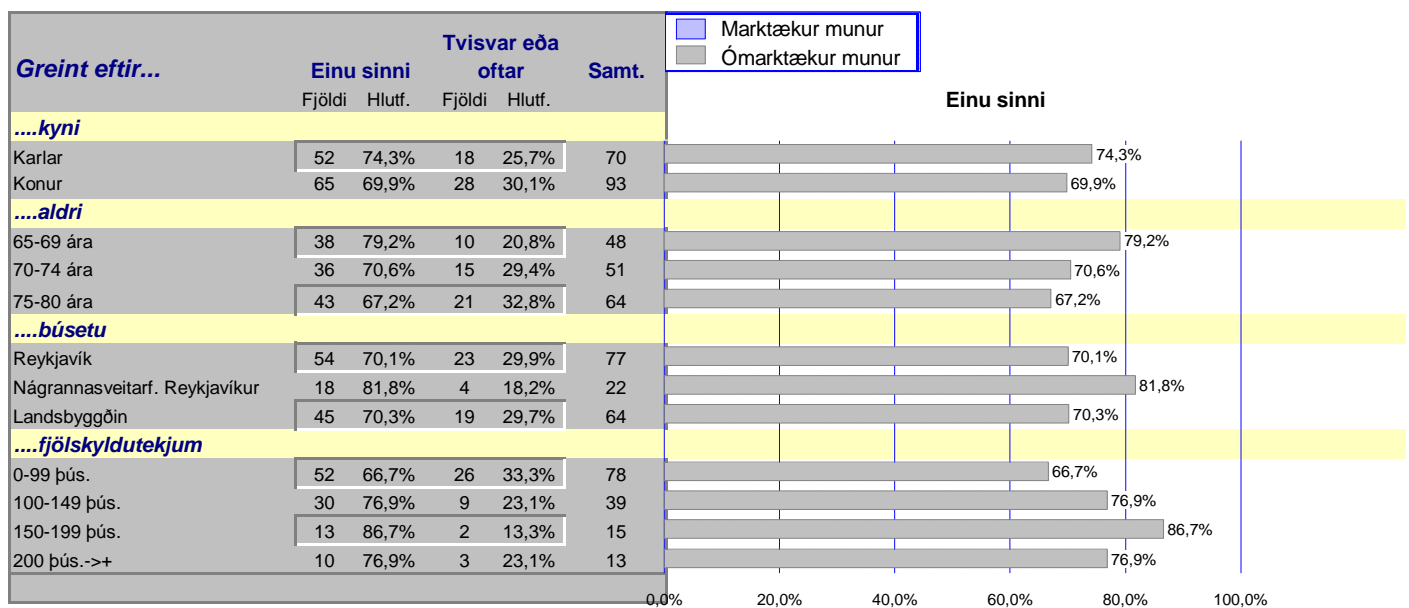 Marktækur munur
Ómarktækur munur
Greint eftir... Einu sinni Tvisvar eða oftar Samt.
Fjöldi Hlutf. Fjöldi Hlutf.
Einu sinni
....kyni
Karlar 52 74,3% 18 25,7% 70 74,3%
Konur 65 69,9% 28 30,1% 93 69,9%
....aldri
65-69 ára 38 79,2% 10 20,8% 48 79,2%
70-74 ára 36 70,6% 15 29,4% 51 70,6%
75-80 ára 43 67,2% 21 32,8% 64 67,2%
....búsetu
Reykjavík 54 70,1% 23 29,9% 77 70,1%
Nágrannasveitarf. Reykjavíkur 18 81,8% 4 18,2% 22 81,8%
Landsbyggðin 45 70,3% 19 29,7% 64 70,3%
....fjölskyldutekjum
0-99 þús. 52 66,7% 26 33,3% 78 66,7%
100-149 þús. 30 76,9% 9 23,1% 39 76,9%
150-199 þús. 13 86,7% 2 13,3% 15 86,7%
200 þús.->+ 10 76,9% 3 23,1% 13 76,9%
0,0% 20,0% 40,0% 60,0% 80,0% 100,0%